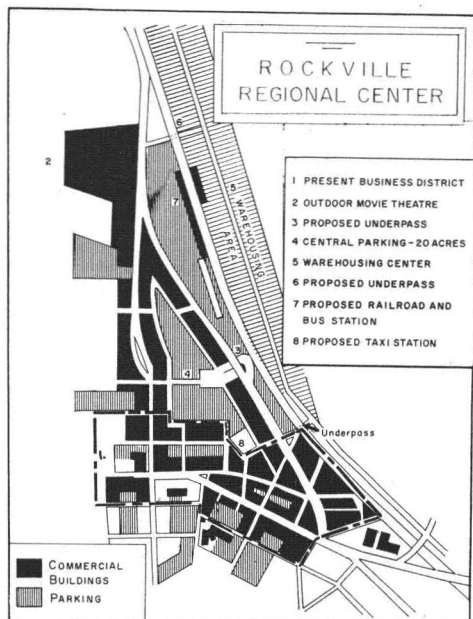 ROCKVILLE
REGIONAL CENTER
1 PRESENT BUSINESS DISTRICT
2 OUTDOOR MOVIE THEATRE
3 PROPOSED UNDERPASS
4 CENTRAL PARKING-20 ACRES
5 WAREHOUSING CENTER
6 PROPOSED UNDERPASS
7 PROPOSED RAILROAD AND
BUS STATION
8 PROPOSED TAXI STATION
6
2
5 WAREHOUSING
AREA
7
3
4
8
Underpass
1.
COMMERCIAL
BUILDINGS
PARKING